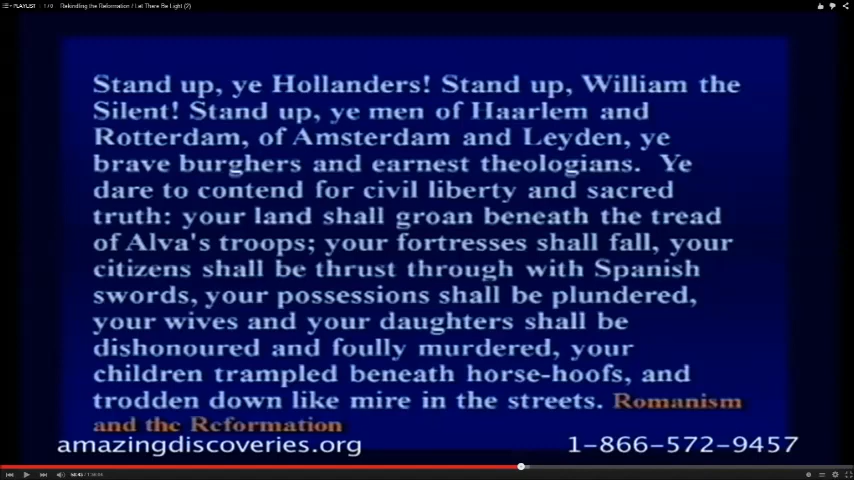 PLAYLIST 1/0 Rekindling the Reformation / Let There Be Light (2)
Stand up, ye Hollanders! Stand up, William the
Silent! Stand up, ye men of Haarlem and
Rotterdam, of Amsterdam and Leyden, ye
brave burghers and earnest theologians. Ye
dare to contend for civil liberty and sacred
truth: your land shall groan beneath the tread
of Alva's troops; your fortresses shall fall, your
citizens shall be thrust through with Spanish
swords, your possessions shall be plundered,
your wives and your daughters shall be
dishonoured and foully murdered, your
children trampled beneath horse-hoofs, and
trodden down like mire in the streets. Romanism
and the Reformation
amazingdiscoveries.org 1-866-572-9457